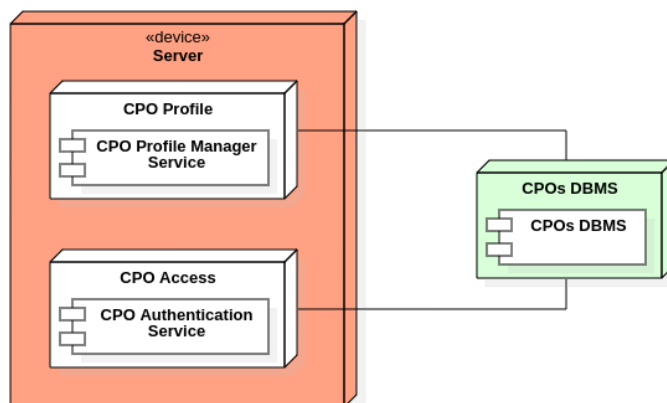 «device»
Server
CPO Profile
CPO Profile Manager
Service
CPOs DBMS
CPOs DBMS
CPO Access
CPO Authentication
Service